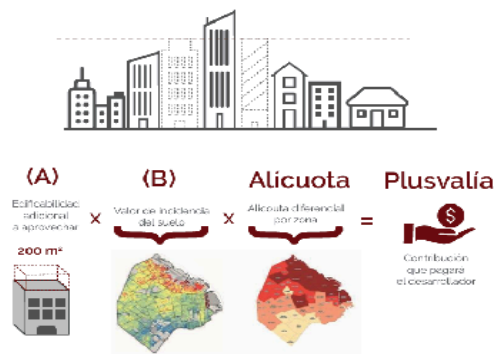 (A)
Edificabilidad
adicional
a aprovechar
200 m²
x
(B)
Valor de incidencia
del suelo
x
Alícuota
Alícouta diferencial
por zona
=
Plusvalía
$
Contribución
que pagará
el desarrollador